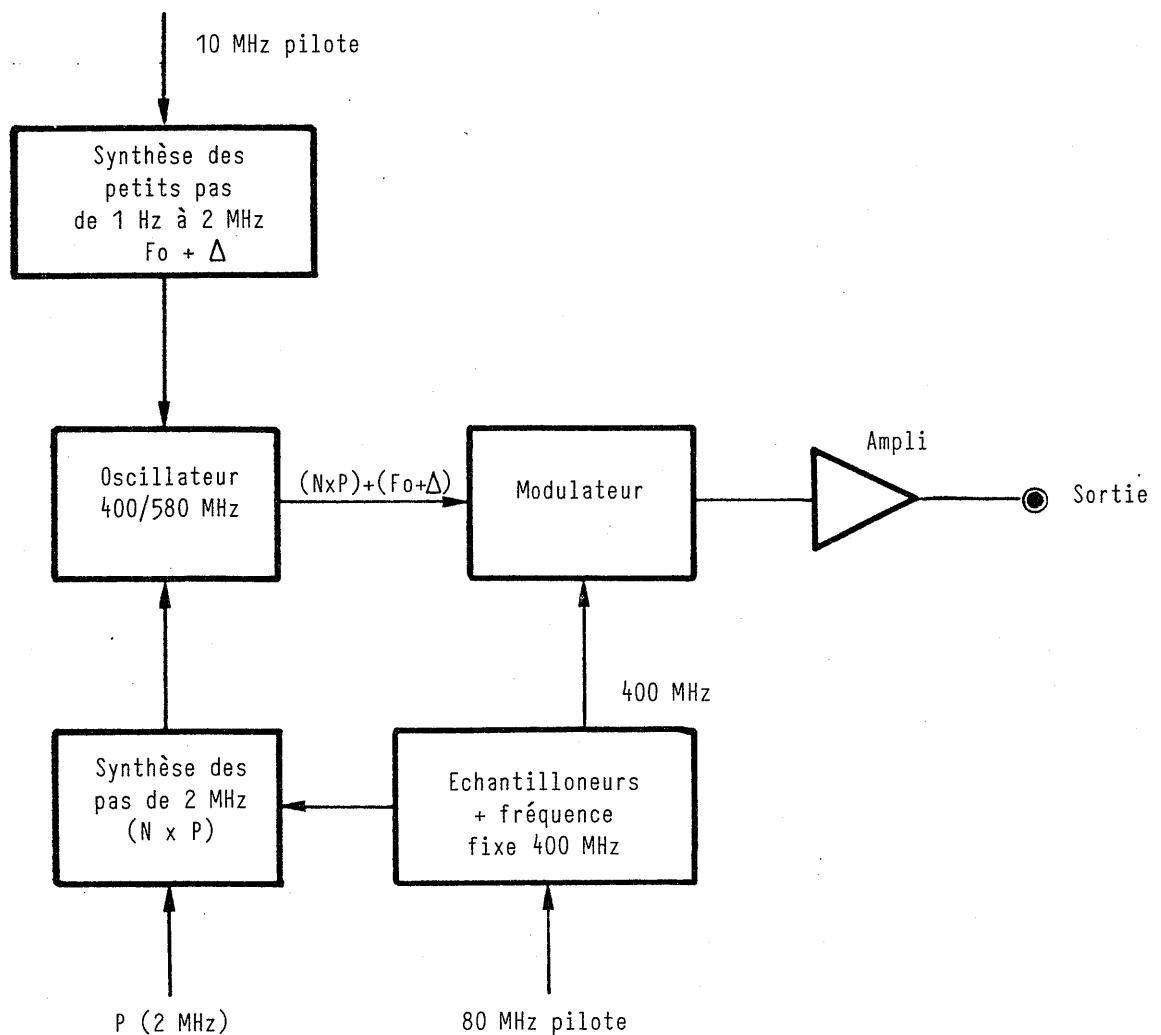 10 MHz pilote
Synthèse des
petits pas
de 1 Hz à 2 MHz
Fo + Δ
Oscillateur
400/580 MHz
(NxP)+(Fo+Δ)
Modulateur
Ampli
Sortie
400 MHz
Synthèse des
pas de 2 MHz
(N x P)
Echantilloneurs
+ fréquence
fixe 400 MHz
P (2 MHz)
80 MHz pilote